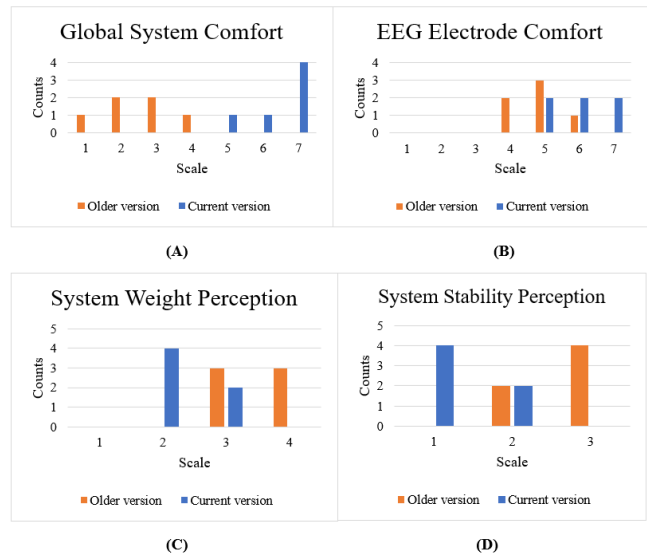 Global System Comfort
4
3
2
1
0
Counts
1 2 3 4 5 6 7
Scale
Older version Current version
(A)
EEG Electrode Comfort
4
3
2
1
0
Counts
1 2 3 4 5 6 7
Scale
Older version Current version
(B)
System Weight Perception
5
4
3
2
1
0
Counts
1 2 3 4
Scale
Older version Current version
(C)
System Stability Perception
5
4
3
2
1
0
Counts
1 2 3
Scale
Older version Current version
(D)